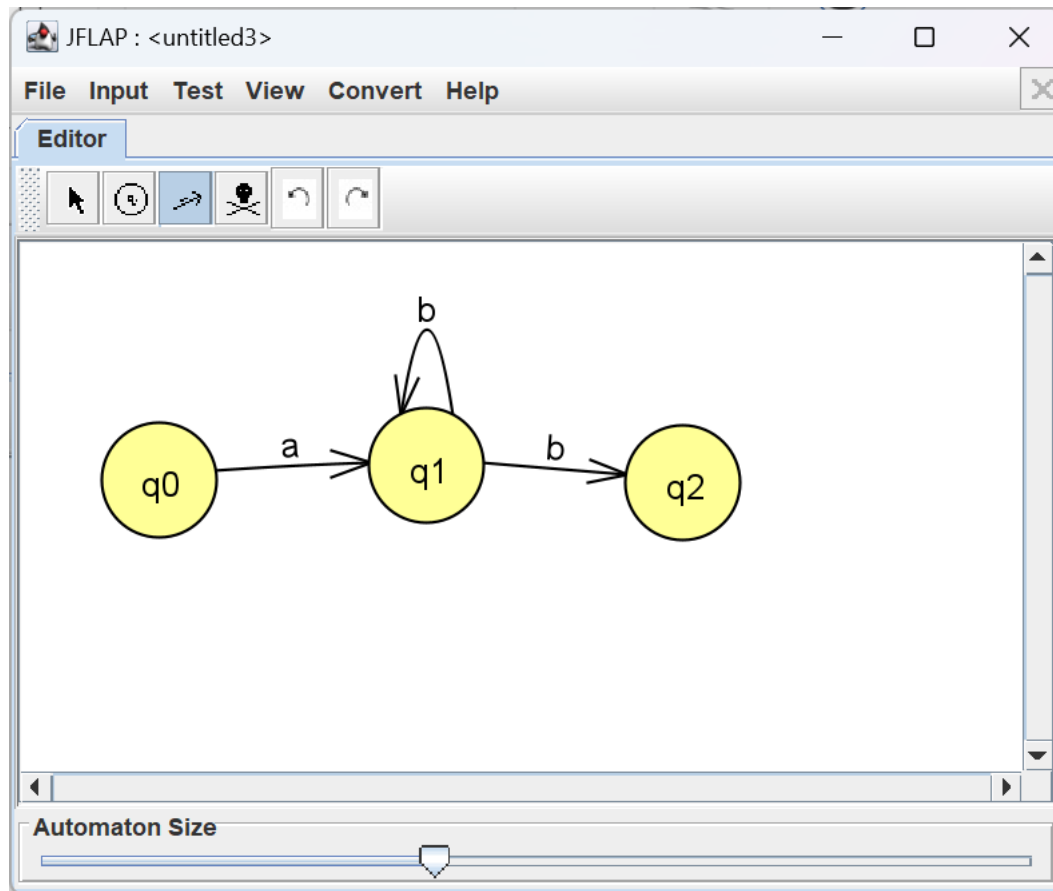 JFLAP : <untitled3>
File Input Test View Convert Help
Editor
b
a
b
q0
q1
q2
Automaton Size